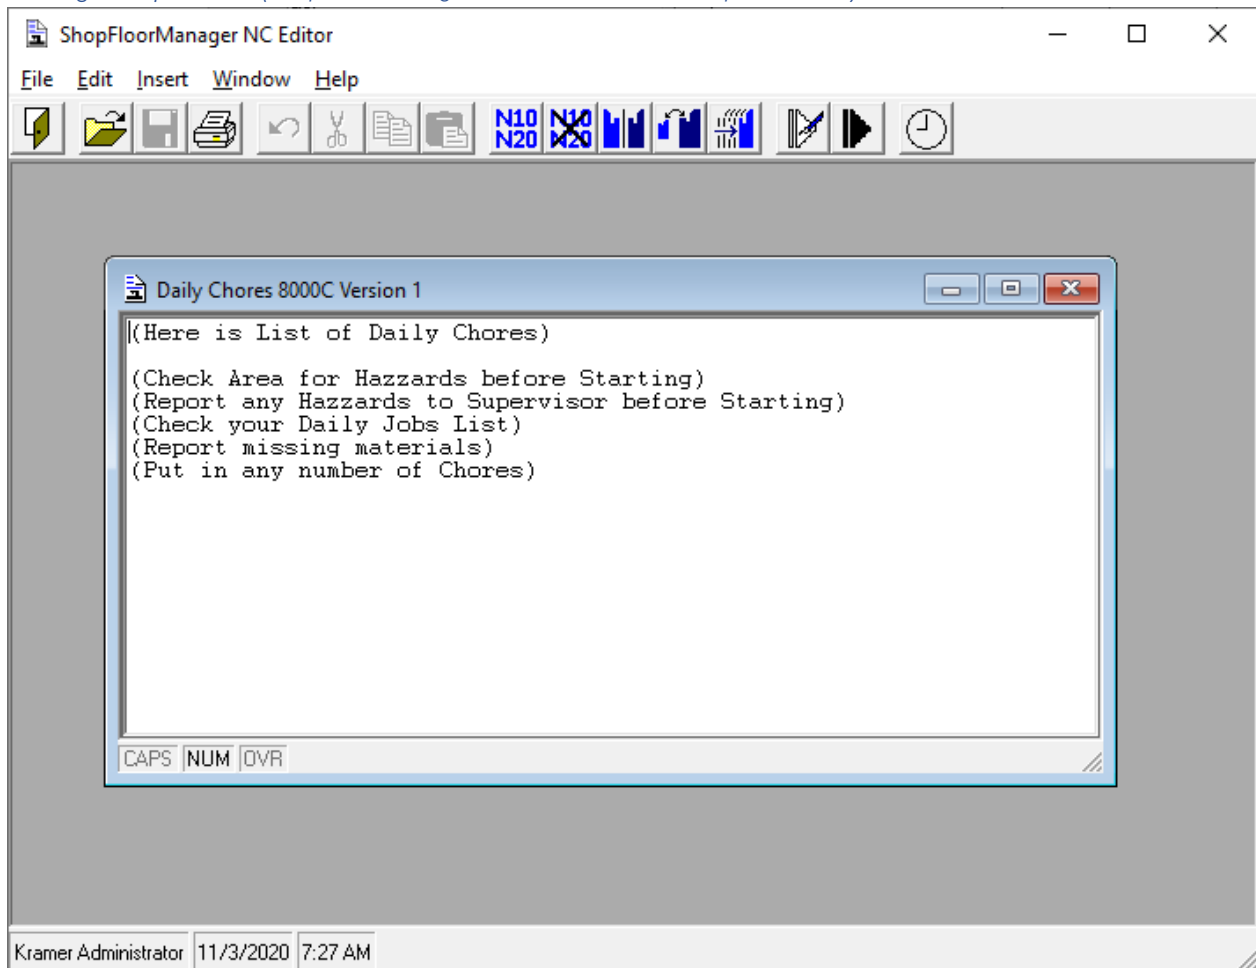 ShopFloorManager NC Editor
File Edit Insert Window Help
N10 N10
N20 N20
Daily Chores 8000C Version 1
(Here is List of Daily Chores)
(Check Area for Hazzards before Starting)
(Report any Hazzards to Supervisor before Starting)
(Check your Daily Jobs List)
(Report missing materials)
(Put in any number of Chores)
CAPS NUM OVR
Kramer Administrator 11/3/2020 7:27 AM